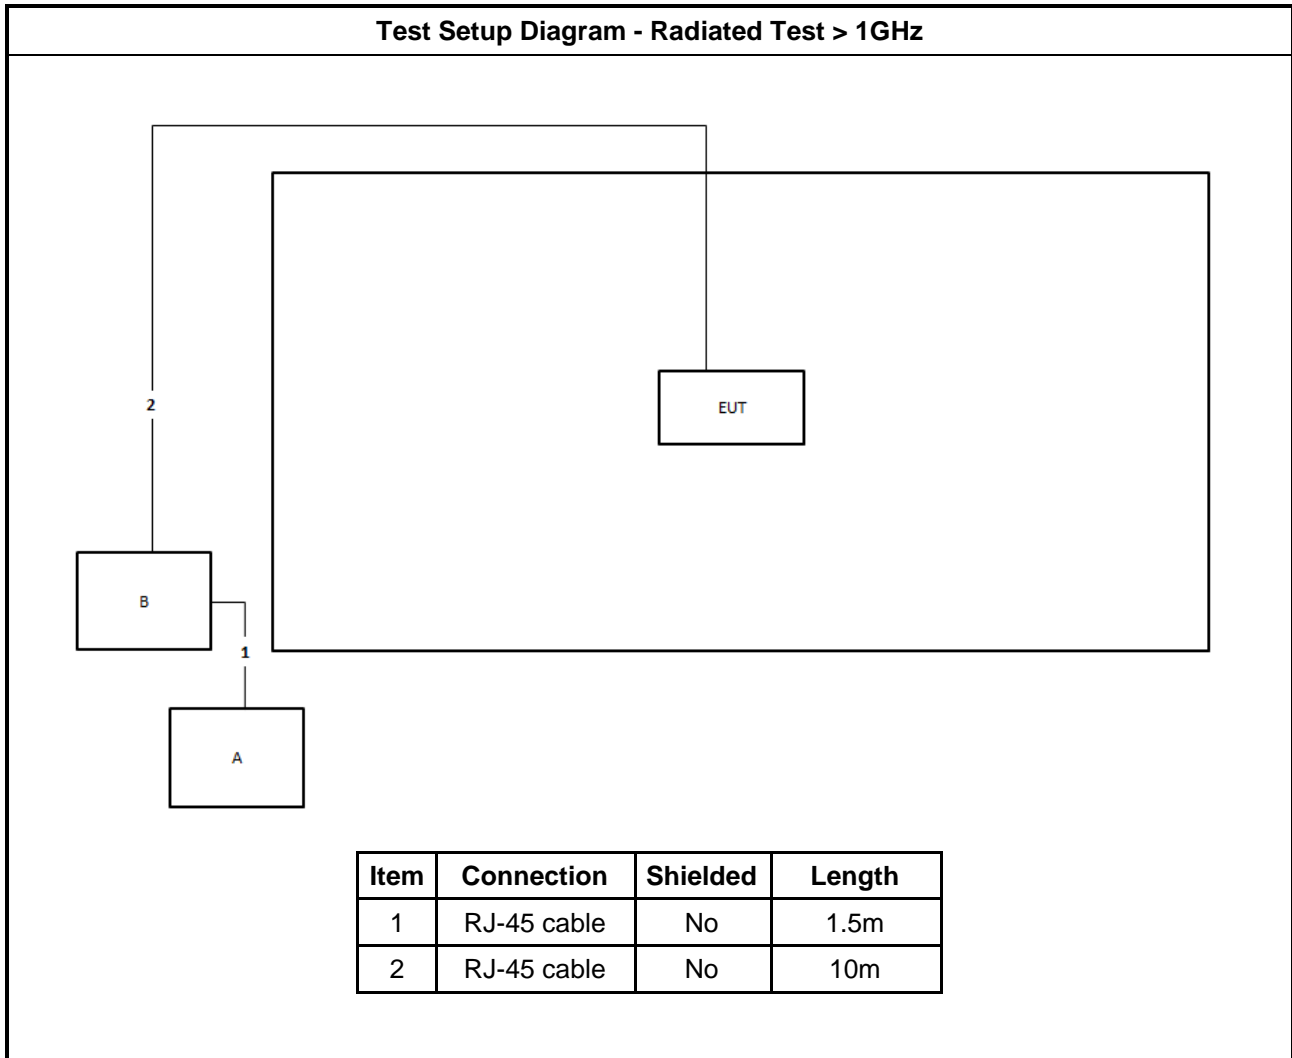 Test Setup Diagram - Radiated Test > 1GHz
2
EUT
B
1
A
Item Connection Shielded Length
1 RJ-45 cable No 1.5m
2 RJ-45 cable No 10m